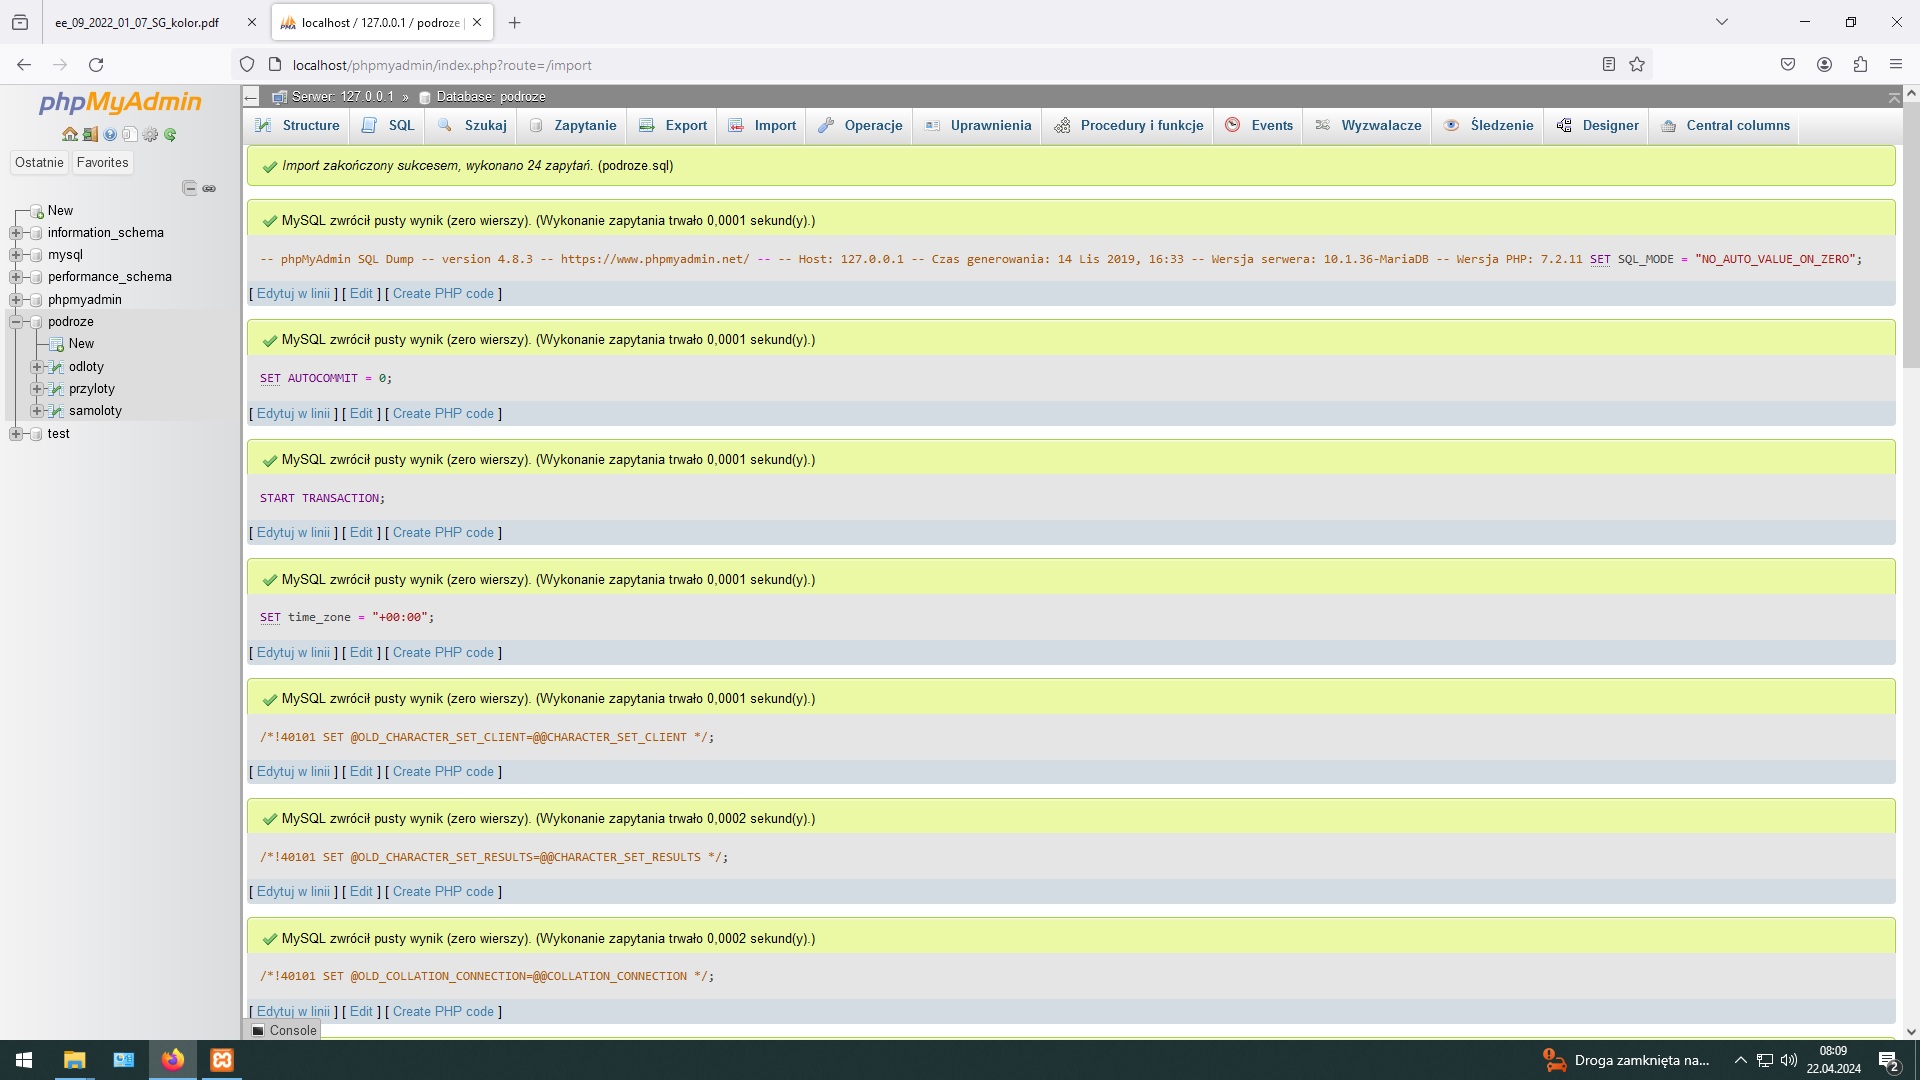 ee_09_2022_01_07_SG_kolor.pdf
localhost / 127.0.0.1 / podroze
localhost/phpmyadmin/index.php?route=/import
phpMyAdmin
Ostatnie Favorites
New
information_schema
mysql
performance_schema
phpmyadmin
podroze
New
odloty
przyloty
samoloty
test
Serwer: 127.0.0.1 » Database: podroze
Structure SQL Szukaj Zapytanie Export Import Operacje Uprawnienia Procedury i funkcje Events Wyzwalacze Śledzenie Designer Central columns
Import zakończony sukcesem, wykonano 24 zapytań. (podroze.sql)
MySQL zwrócił pusty wynik (zero wierszy). (Wykonanie zapytania trwało 0,0001 sekund(y).)
-- phpMyAdmin SQL Dump -- version 4.8.3 -- https://www.phpmyadmin.net/ -- -- Host: 127.0.0.1 -- Czas generowania: 14 Lis 2019, 16:33 -- Wersja serwera: 10.1.36-MariaDB -- Wersja PHP: 7.2.11 SET SQL_MODE = "NO_AUTO_VALUE_ON_ZERO";
[ Edytuj w linii ] [ Edit ] [ Create PHP code ]
MySQL zwrócił pusty wynik (zero wierszy). (Wykonanie zapytania trwało 0,0001 sekund(y).)
SET AUTOCOMMIT = 0;
[ Edytuj w linii ] [ Edit ] [ Create PHP code ]
MySQL zwrócił pusty wynik (zero wierszy). (Wykonanie zapytania trwało 0,0001 sekund(y).)
START TRANSACTION;
[ Edytuj w linii ] [ Edit ] [ Create PHP code ]
MySQL zwrócił pusty wynik (zero wierszy). (Wykonanie zapytania trwało 0,0001 sekund(y).)
SET time_zone = "+00:00";
[ Edytuj w linii ] [ Edit ] [ Create PHP code ]
MySQL zwrócił pusty wynik (zero wierszy). (Wykonanie zapytania trwało 0,0001 sekund(y).)
/*!40101 SET @OLD_CHARACTER_SET_CLIENT=@@CHARACTER_SET_CLIENT */;
[ Edytuj w linii ] [ Edit ] [ Create PHP code ]
MySQL zwrócił pusty wynik (zero wierszy). (Wykonanie zapytania trwało 0,0002 sekund(y).)
/*!40101 SET @OLD_CHARACTER_SET_RESULTS=@@CHARACTER_SET_RESULTS */;
[ Edytuj w linii ] [ Edit ] [ Create PHP code ]
MySQL zwrócił pusty wynik (zero wierszy). (Wykonanie zapytania trwało 0,0002 sekund(y).)
/*!40101 SET @OLD_COLLATION_CONNECTION=@@COLLATION_CONNECTION */;
[ Edytuj w linii ] [ Edit ] [ Create PHP code ]
Console
Droga zamknięta na...
08:09
22.04.2024
2